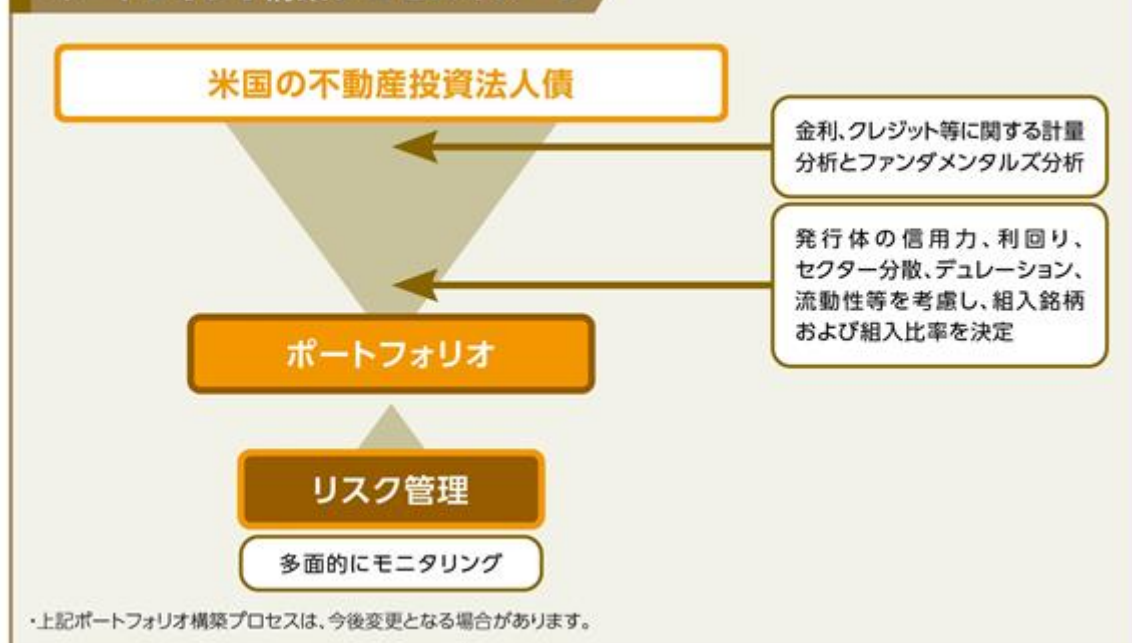 米国の不動産投資法人債
金利、クレジット等に関する計量
分析とファンダメンタルズ分析
発行体の信用力、利回り、
セクター分散、デュレーション、
流動性等を考慮し、組入銘柄
および組入比率を決定
ポートフォリオ
リスク管理
多面的にモニタリング
・上記ポートフォリオ構築プロセスは、今後変更となる場合があります。